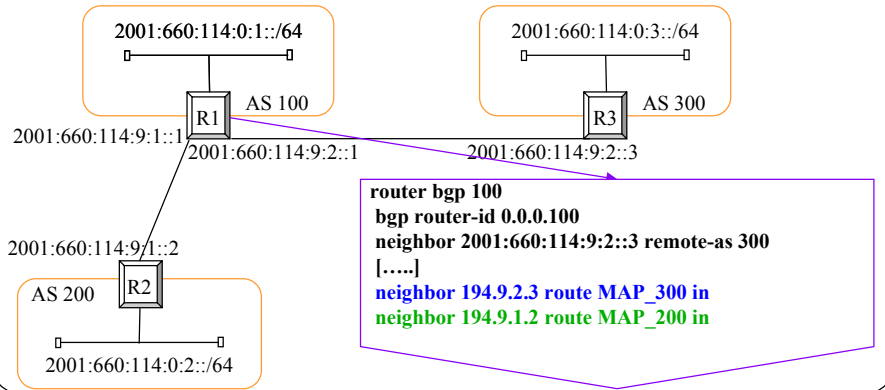 2001:660:114:0:1::/64
2001:660:114:0:3::/64
R1
AS 100
R3
AS 300
2001:660:114:9:1::1
2001:660:114:9:2::1
2001:660:114:9:2::3
router bgp 100
bgp router-id 0.0.0.100
neighbor 2001:660:114:9:2::3 remote-as 300
[…..]
neighbor 194.9.2.3 route MAP_300 in
neighbor 194.9.1.2 route MAP_200 in
2001:660:114:9:1::2
AS 200
R2
2001:660:114:0:2::/64